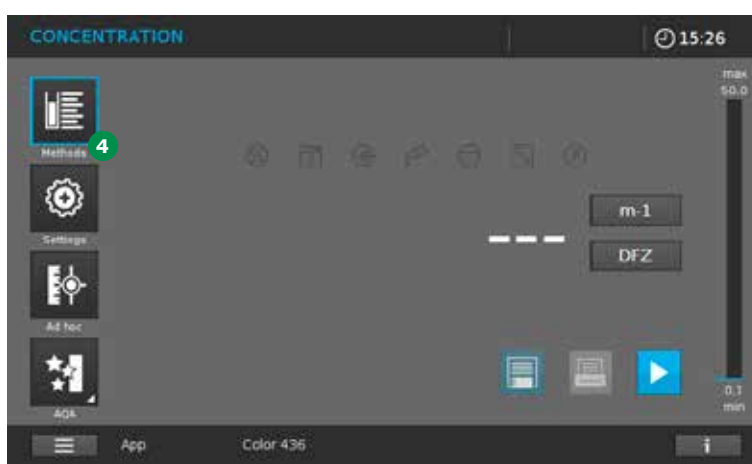 CONCENTRATION
15:26
max
50.0
Methods
4
Settings
m-1
DFZ
Ad hoc
AQA
0.1
min
App
Color 436
i